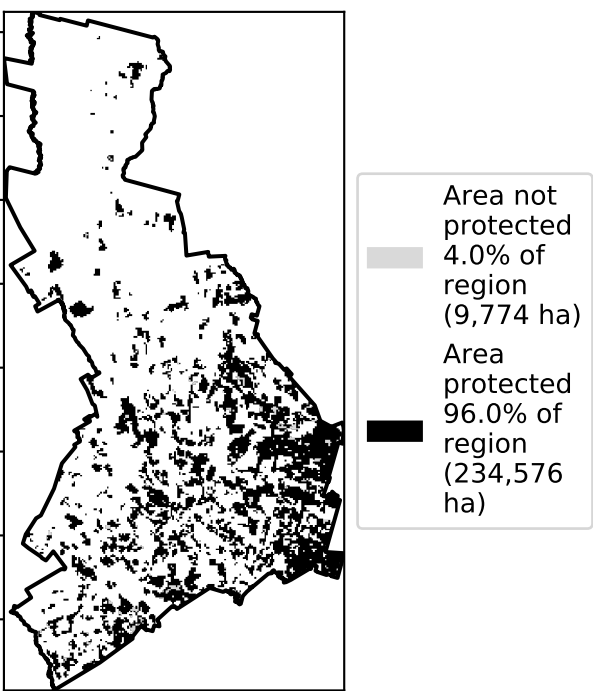 Area not
protected
4.0% of
region
(9,774 ha)
Area
protected
96.0% of
region
(234,576
ha)